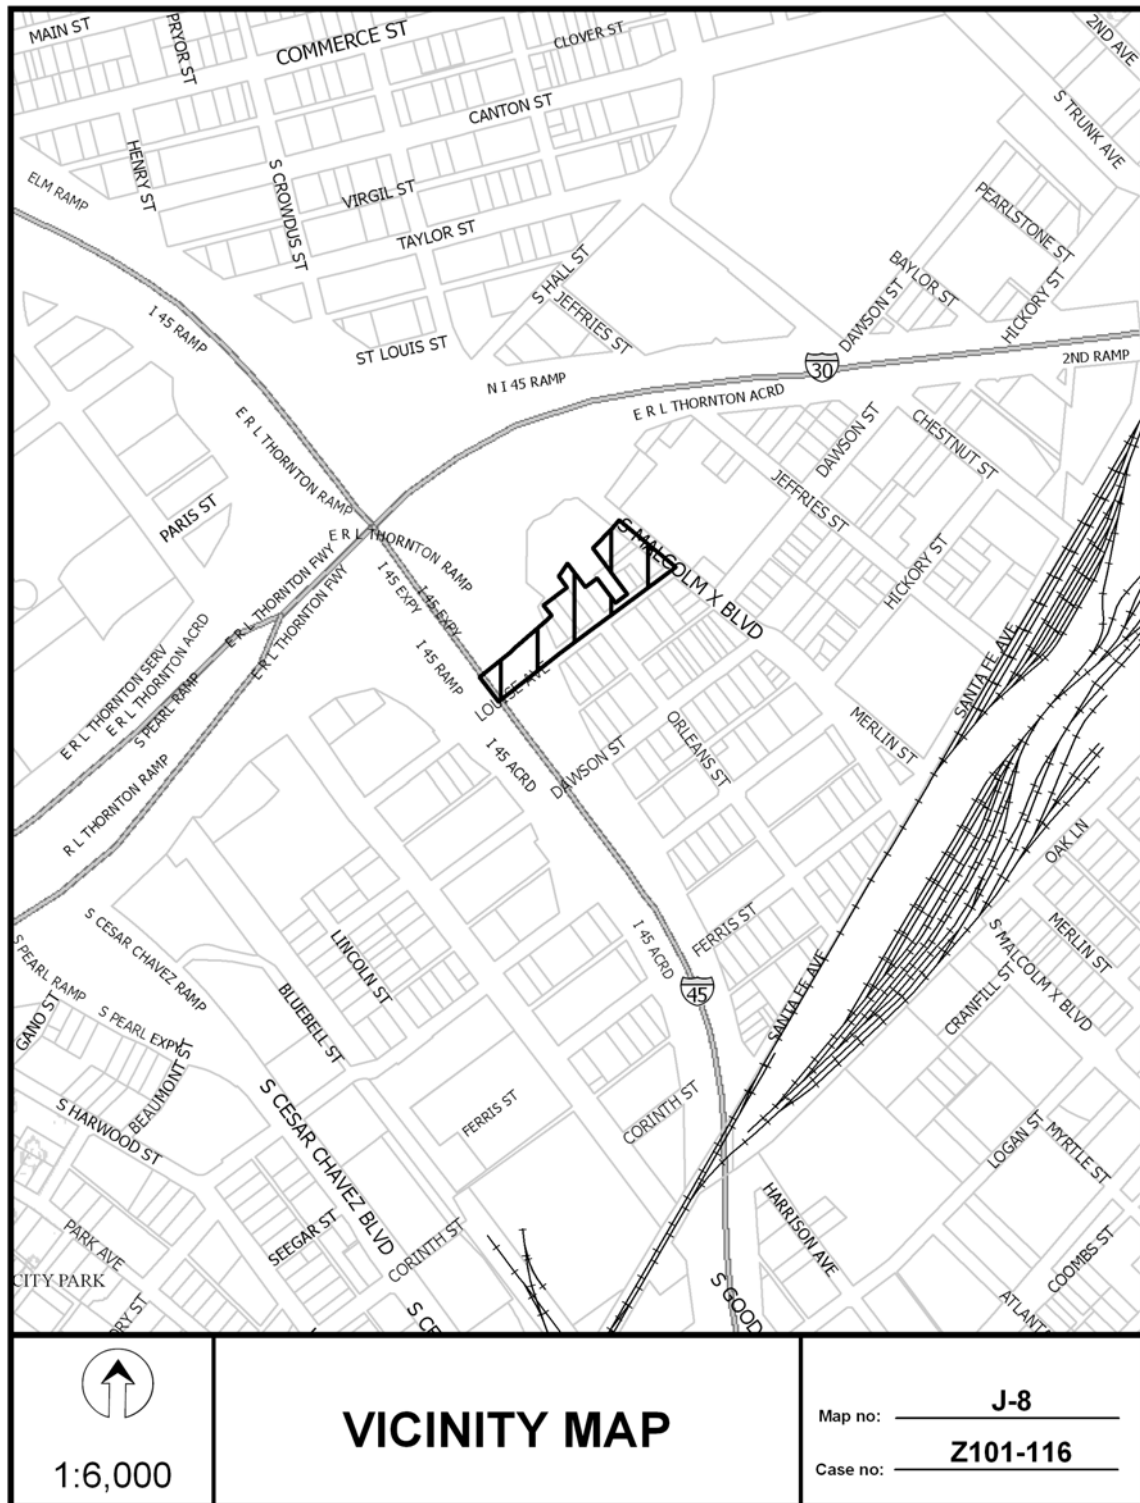 MAIN ST
PRYOR ST
COMMERCE ST
CLOVER ST
2ND AVE
CANTON ST
S TRUNK AVE
HENRY ST
S CROWDUS ST
VIRGIL ST
ELM RAMP
TAYLOR ST
PEARLSTONE ST
S HALL ST
BAYLOR ST
HICKORY ST
DAWSON ST
JEFFRIES ST
I 45 RAMP
ST LOUIS ST
30
2ND RAMP
N I 45 RAMP
E R L THORNTON ACRD
E R L THORNTON RAMP
DAWSON ST
CHESTNUT ST
JEFFRIES ST
PARIS ST
E R L THORNTON RAMP
S MALCOLM X BLVD
HICKORY ST
I 45 EXPY
I 45 EXPY
E R L THORNTON FWY
E R L THORNTON FWY
E R L THORNTON SERV
E R L THORNTON ACRD
S PEARL RAMP
I 45 RAMP
LOUISE AVE
SANTA FE AVE
ORLEANS ST
MERLIN ST
I 45 ACRD
DAWSON ST
R L THORNTON RAMP
OAK LN
S CESAR CHAVEZ RAMP
LINCOLN ST
I 45 ACRD
FERRIS ST
MERLIN ST
S MALCOLM X BLVD
S PEARL RAMP
GANO ST
S PEARL EXPY
BLUEBELL ST
45
SANTA FE AVE
CRANFILL ST
BEAUMONT ST
S HARWOOD ST
S CESAR CHAVEZ BLVD
FERRIS ST
CORINTH ST
LOGAN ST
MYRTLE ST
PARK AVE
SEEGAR ST
CORINTH ST
HARRISON AVE
COOMBS ST
CITY PARK
ORY ST
S CE
S GOOD
ATLANTA
1:6,000
VICINITY MAP
Map no: J-8
Case no: Z101-116